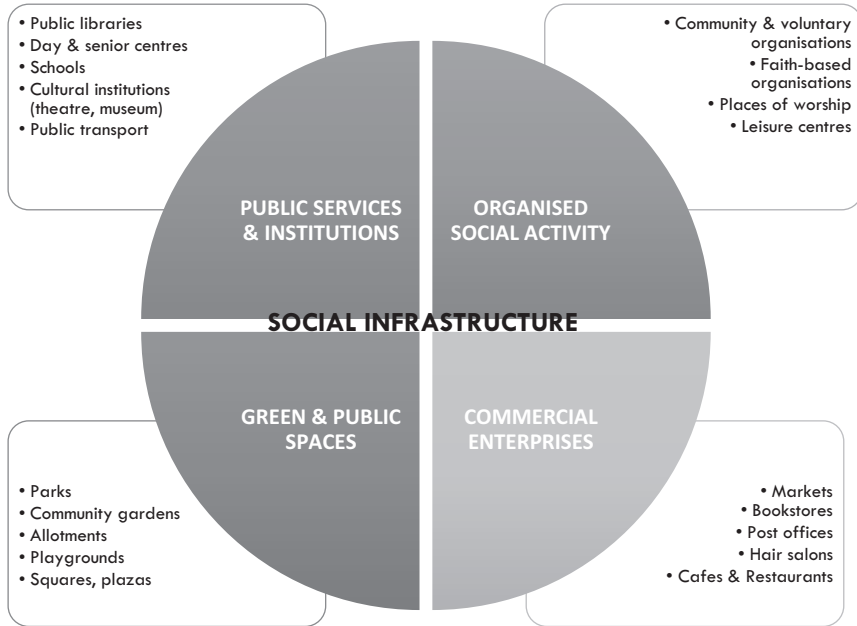 • Public libraries
• Day & senior centres
• Schools
• Cultural institutions
(theatre, museum)
• Public transport
• Community & voluntary
organisations
• Faith-based
organisations
• Places of worship
• Leisure centres
PUBLIC SERVICES
& INSTITUTIONS
ORGANISED
SOCIAL ACTIVITY
SOCIAL INFRASTRUCTURE
GREEN & PUBLIC
SPACES
COMMERCIAL
ENTERPRISES
• Parks
• Community gardens
• Allotments
• Playgrounds
• Squares, plazas
• Markets
• Bookstores
• Post offices
• Hair salons
• Cafes & Restaurants